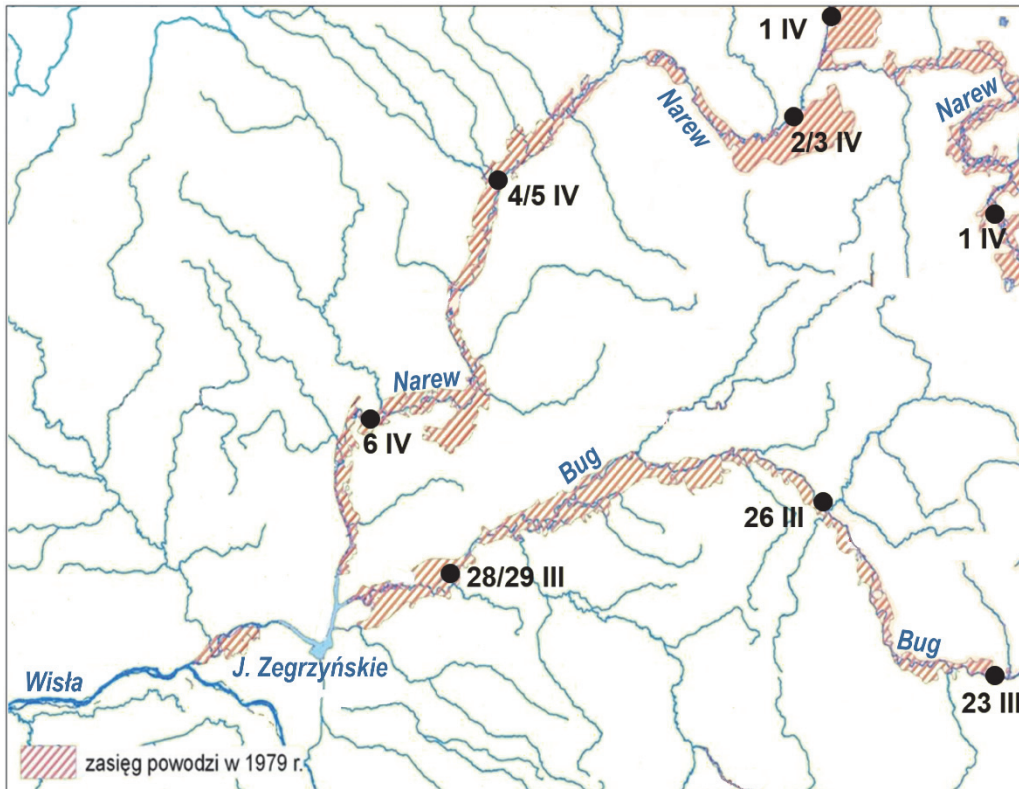 1 IV
Narew
Narew
2/3 IV
4/5 IV
1 IV
Narew
6 IV
Bug
26 III
28/29 III
Bug
J. Zegrzyńskie
Wisła
23 III
zasięg powodzi w 1979 r.